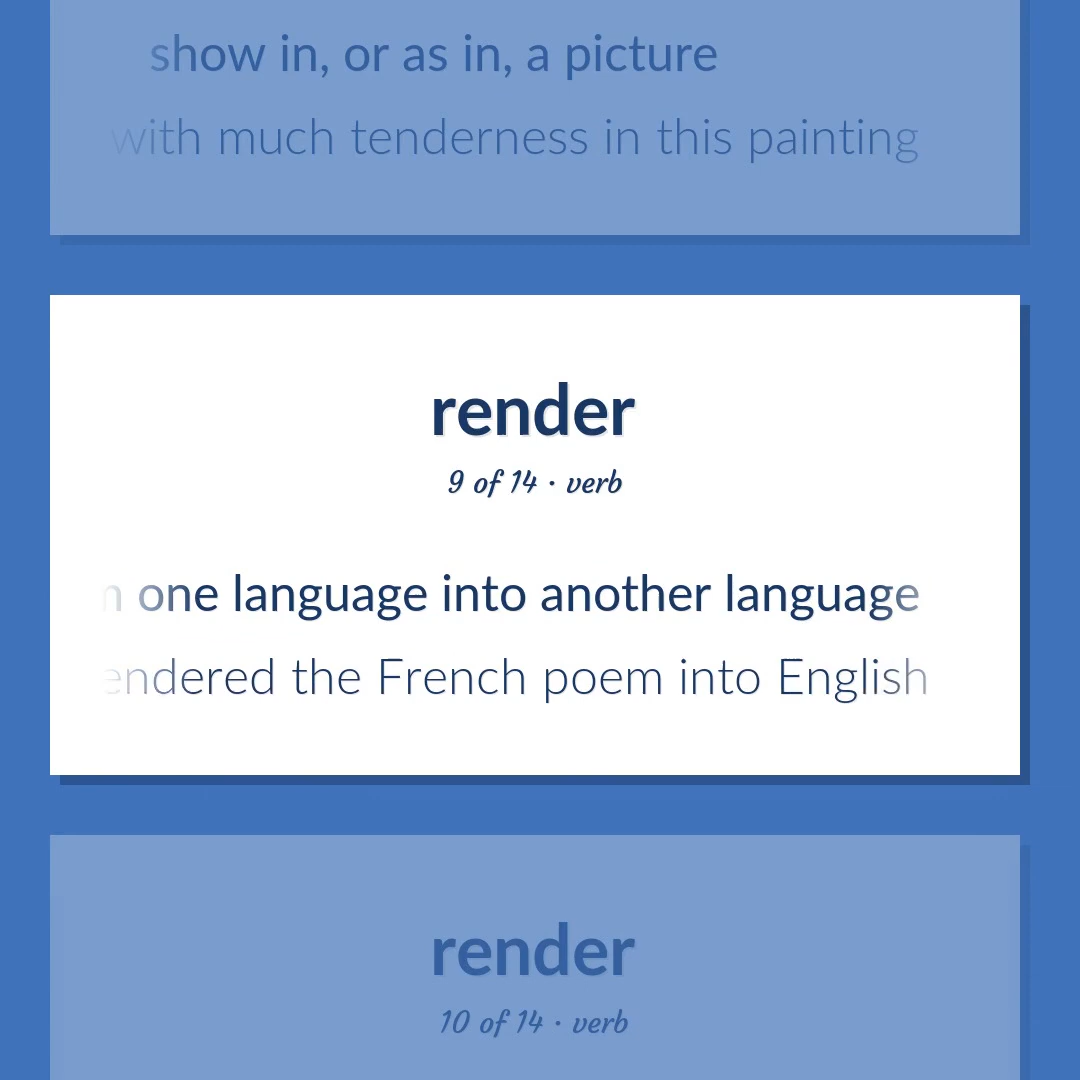 show in, or as in, a picture
with much tenderness in this painting
render
9 of 14 · verb
one language into another language
the French poem into English
render
10 of 14 · verb